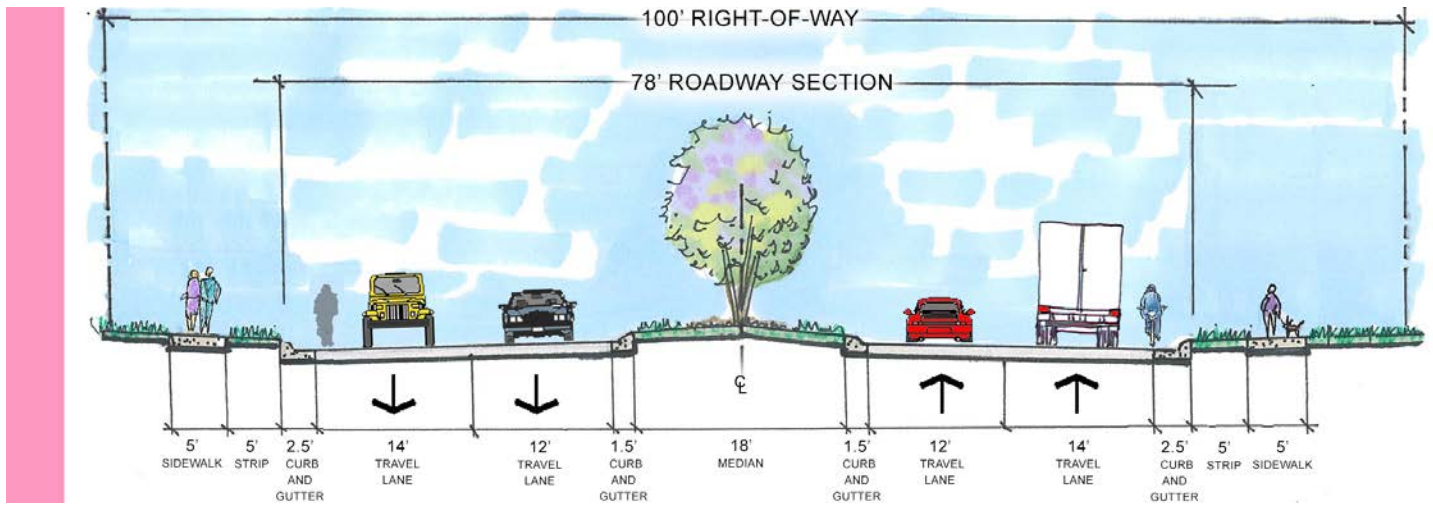 100' RIGHT-OF-WAY
78' ROADWAY SECTION
℄
5'
SIDEWALK
5'
STRIP
2.5'
CURB
AND
GUTTER
14'
TRAVEL
LANE
12'
TRAVEL
LANE
1.5'
CURB
AND
GUTTER
18'
MEDIAN
1.5'
CURB
AND
GUTTER
12'
TRAVEL
LANE
14'
TRAVEL
LANE
2.5'
CURB
AND
GUTTER
5'
STRIP
5'
SIDEWALK